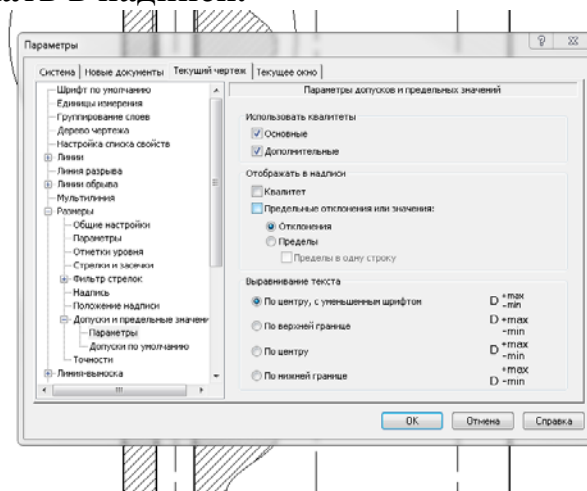 Параметры
Система Новые документы Текущий чертеж Текущее окно
Шрифт по умолчанию
Единицы измерения
Группирование слоев
Дерево чертежа
Настройка списка свойств
Линии
Линия разрыва
Линии обрыва
Мультилиния
Размеры
Общие настройки
Параметры
Отметки уровня
Стрелки и засечки
Фильтр стрелок
Надпись
Положение надписи
Допуски и предельные значени
Параметры
Допуски по умолчанию
Точности
Линия-выноска
Параметры допусков и предельных значений
Использовать квалитеты
Основные
Дополнительные
Отображать в надписи
Квалитет
Предельные отклонения или значения:
Отклонения
Пределы
Пределы в одну строку
Выравнивание текста
По центру, с уменьшенным шрифтом D +max -min
По верхней границе D +max -min
По центру D +max -min
По нижней границе D +max -min
OK Отмена Справка